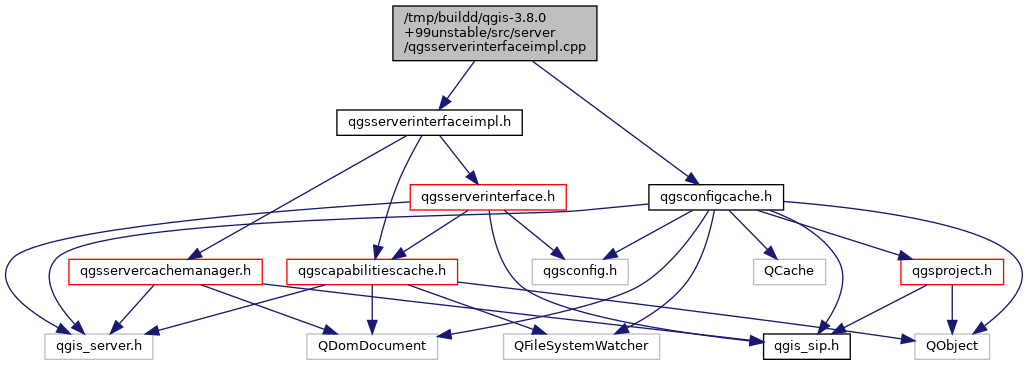 /tmp/buildd/qgis-3.8.0
+99unstable/src/server
/qgsserverinterfaceimpl.cpp
qgsserverinterfaceimpl.h
qgsserverinterface.h
qgsconfigcache.h
qgsservercachemanager.h
qgscapabilitiescache.h
qgsconfig.h
QCache
qgsproject.h
qgis_server.h
QDomDocument
QFileSystemWatcher
qgis_sip.h
QObject